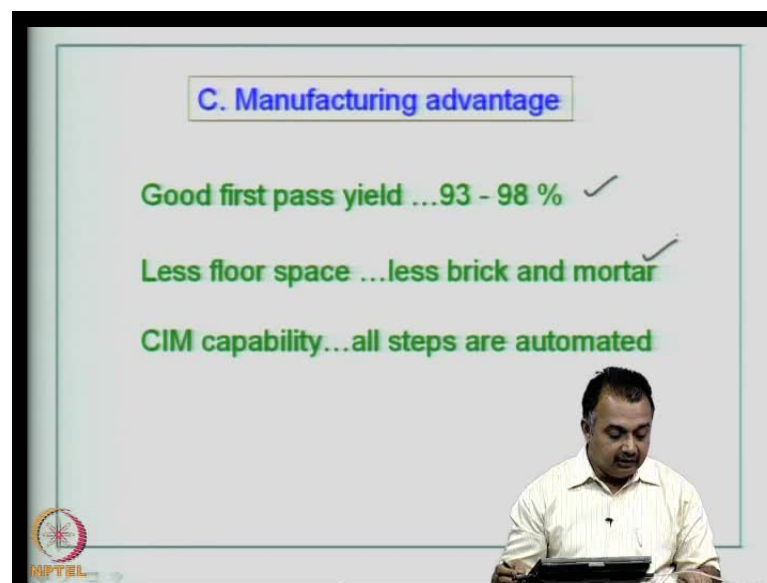 C. Manufacturing advantage
Good first pass yield ...93 - 98 %
Less floor space ...less brick and mortar
CIM capability...all steps are automated
NPTEL